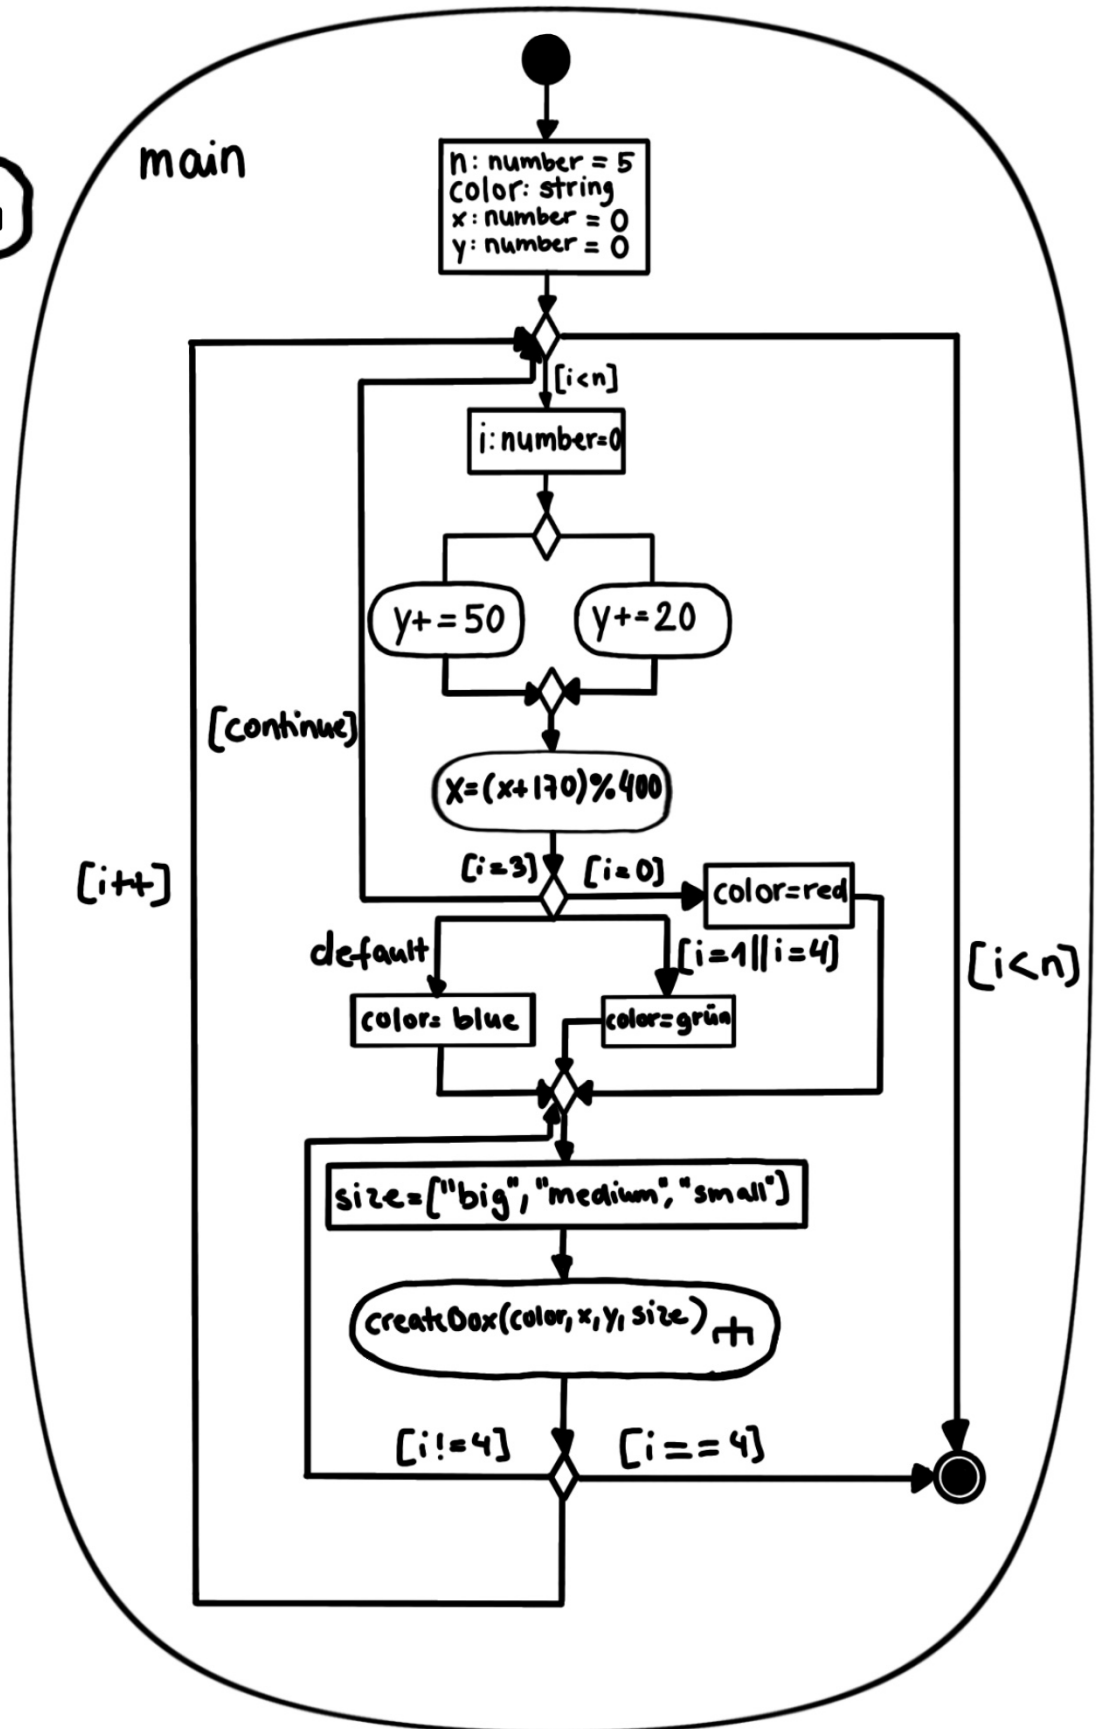 main
n: number = 5
color: string
x: number = 0
y: number = 0
[i<n]
i:number=0
y+=50
y+=20
[continue]
x=(x+170)%400
[i=3]
[i=0]
[i++]
color=red
default
[i=1||i=4]
[i<n]
color= blue
color=grün
size=["big","medium","small"]
createBox(color,x,y,size)
[i!=4]
[i==4]